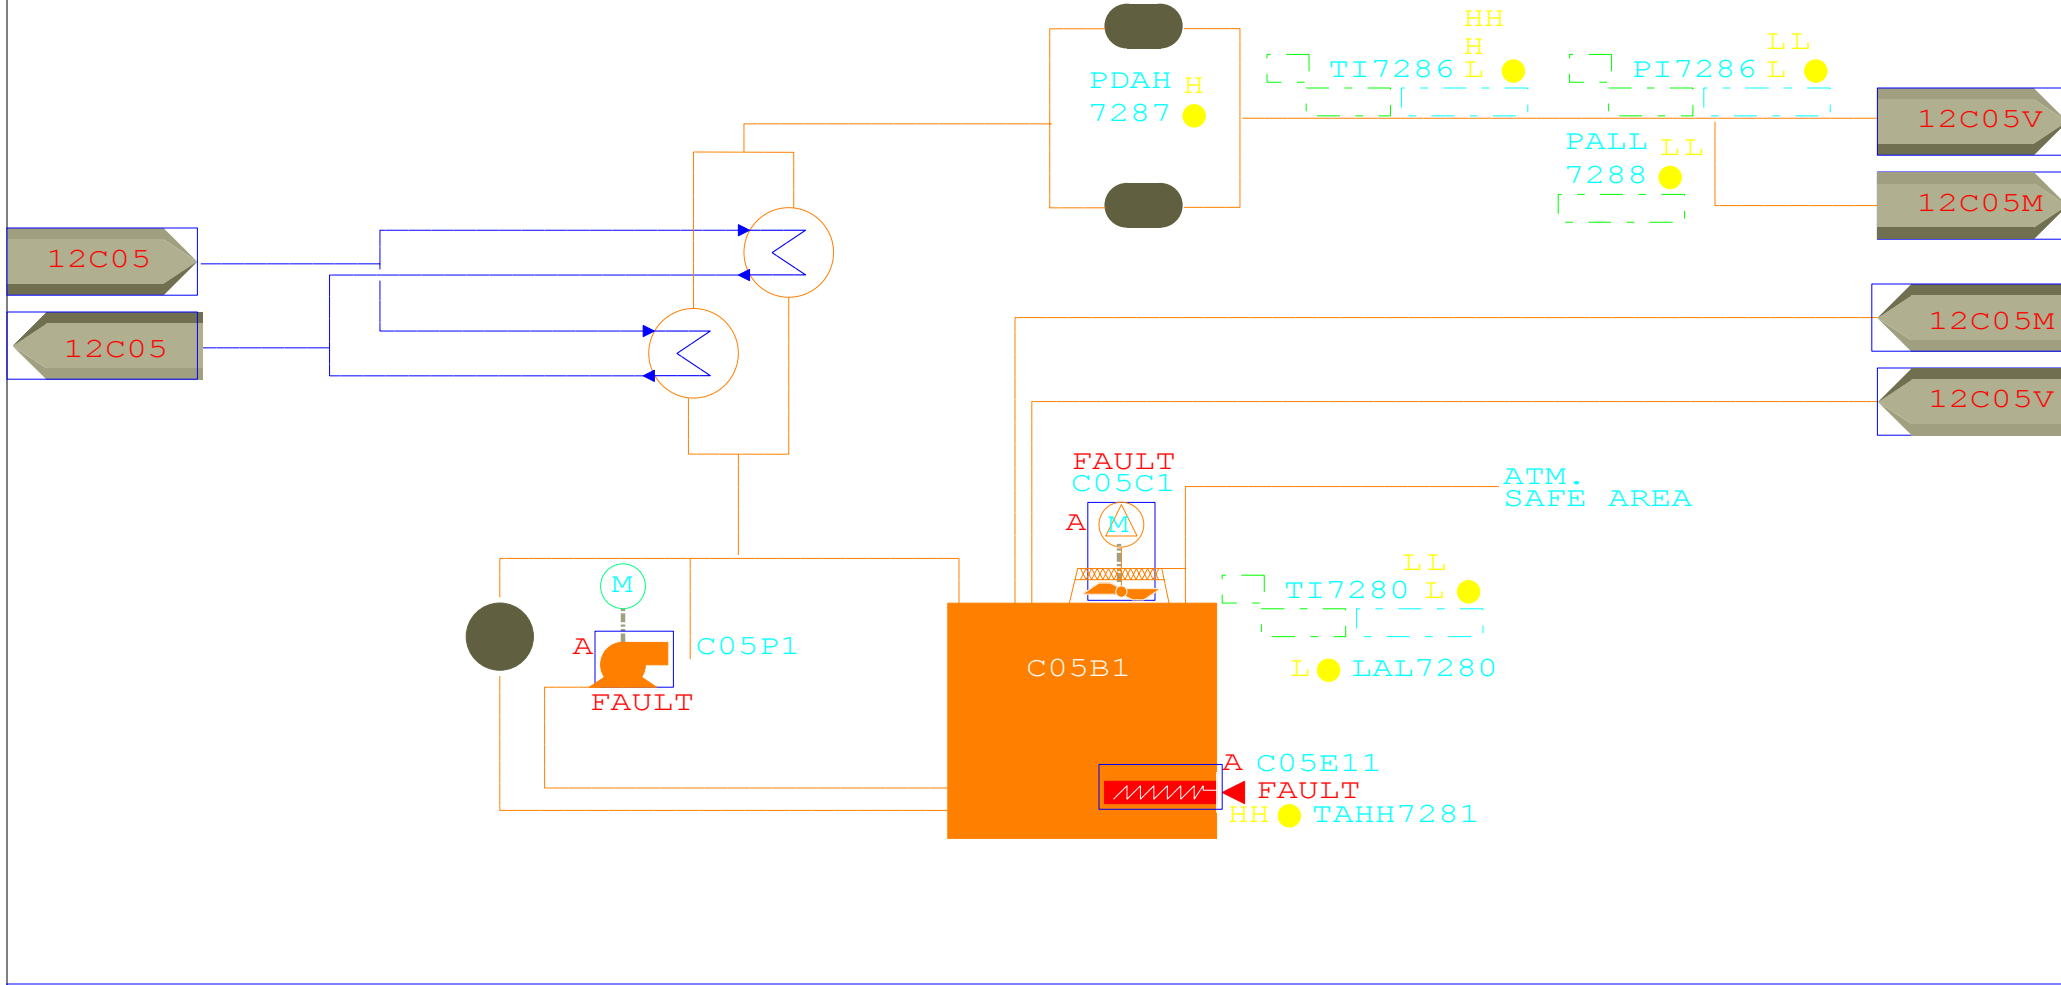 HH
H
LL
TI7286 L
PI7286 L
PDAH H
7287
12C05V
PALL LL
7288
12C05M
12C05
12C05M
12C05
12C05V
FAULT
C05C1
ATM.
SAFE AREA
A
M
LL
M
TI7280 L
A
C05P1
C05B1
L
LAL7280
FAULT
A C05E11
FAULT
HH
TAHH7281